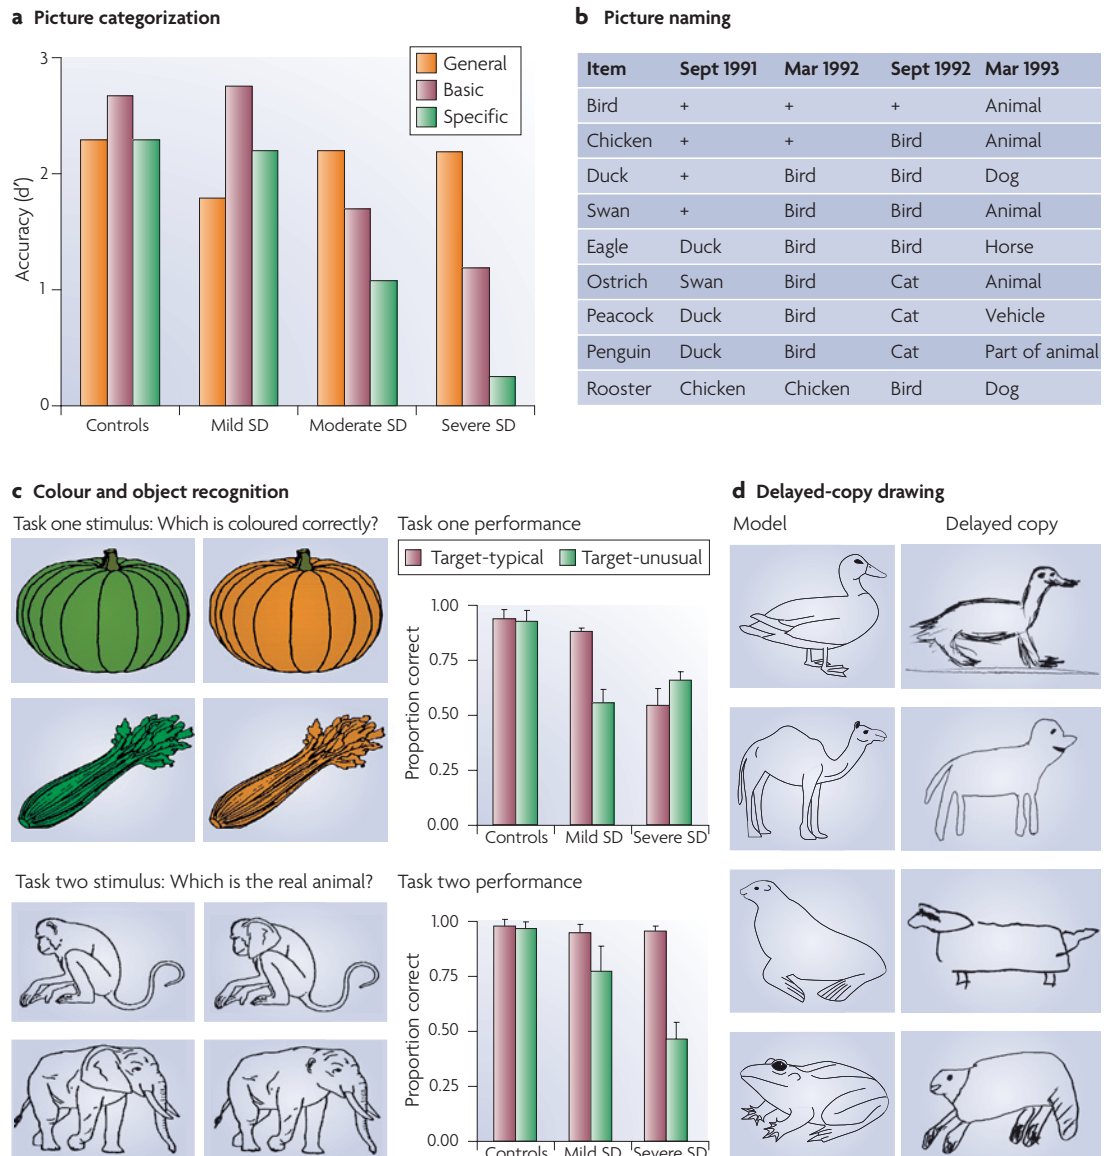 a Picture categorization
3
2
1
0
Accuracy (d′)
General
Basic
Specific
Controls
Mild SD
Moderate SD
Severe SD
b Picture naming
Item Sept 1991 Mar 1992 Sept 1992 Mar 1993
Bird + + + Animal
Chicken + + Bird Animal
Duck + Bird Bird Dog
Swan + Bird Bird Animal
Eagle Duck Bird Bird Horse
Ostrich Swan Bird Cat Animal
Peacock Duck Bird Cat Vehicle
Penguin Duck Bird Cat Part of animal
Rooster Chicken Chicken Bird Dog
c Colour and object recognition
Task one stimulus: Which is coloured correctly?
Task one performance
Target-typical
Target-unusual
1.00
0.75
0.50
0.25
0.00
Proportion correct
Controls
Mild SD
Severe SD
Task two stimulus: Which is the real animal?
Task two performance
1.00
0.75
0.50
0.25
0.00
Proportion correct
Controls
Mild SD
Severe SD
d Delayed-copy drawing
Model
Delayed copy